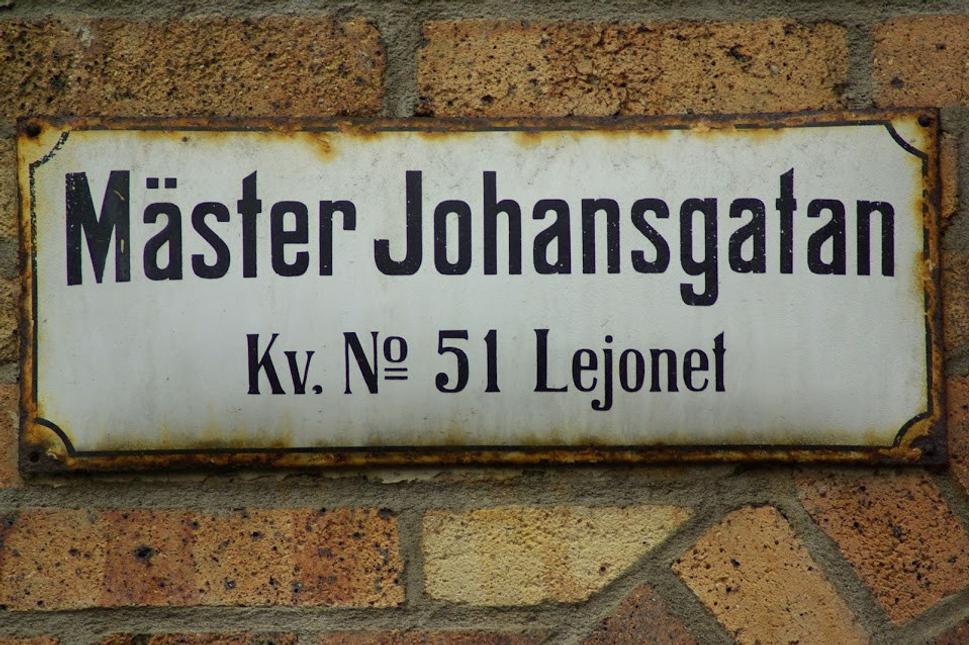 Mäster Johansgatan
Kv. Nº 51 Lejonet